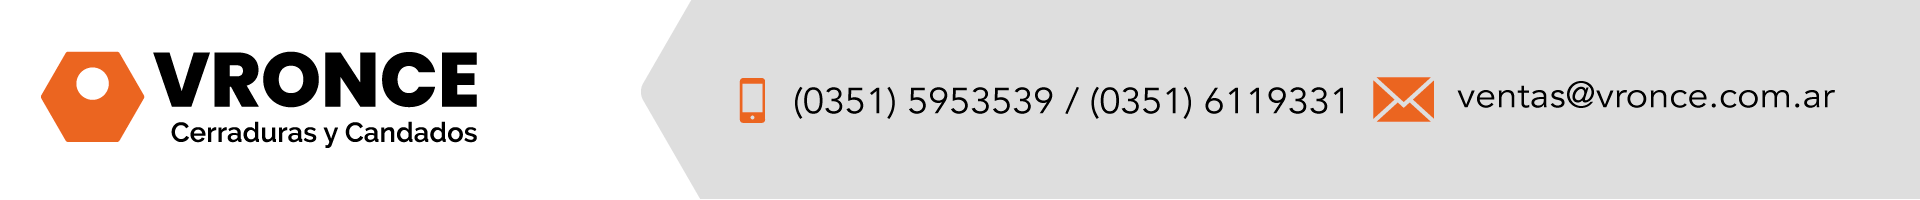 VRONCE
Cerraduras y Candados
(0351) 5953539 / (0351) 6119331
ventas@vronce.com.ar